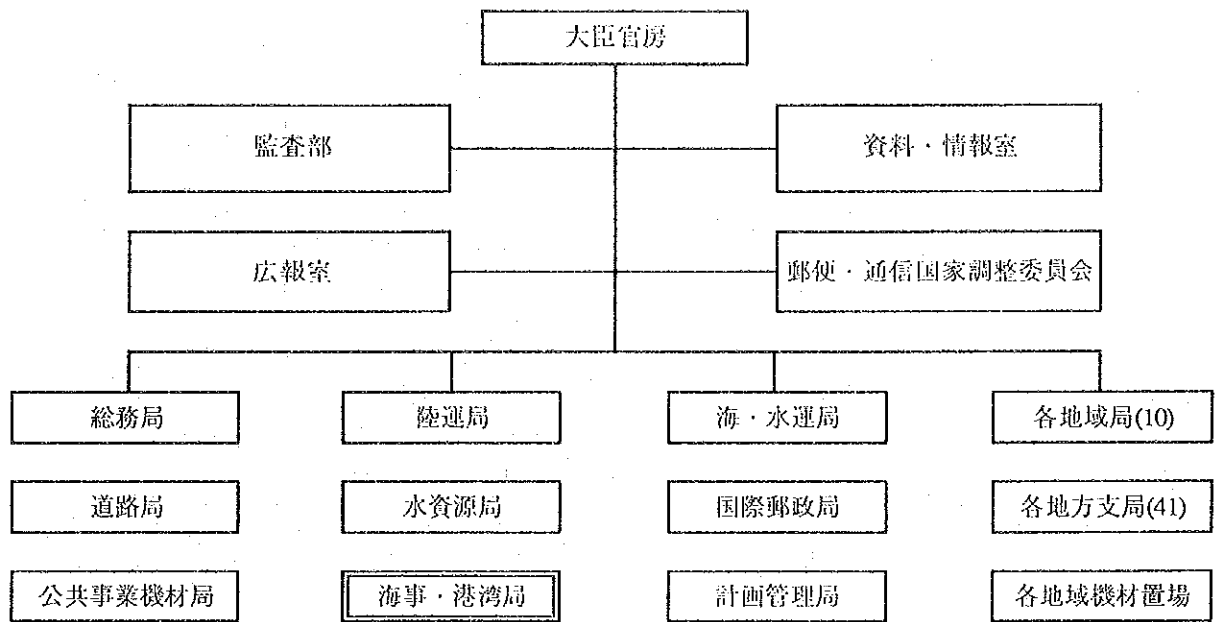 大臣官房
監査部
資料・情報室
広報室
郵便・通信国家調整委員会
総務局
陸運局
海・水運局
各地域局(10)
道路局
水資源局
国際郵政局
各地方支局(41)
公共事業機材局
海事・港湾局
計画管理局
各地域機材置場